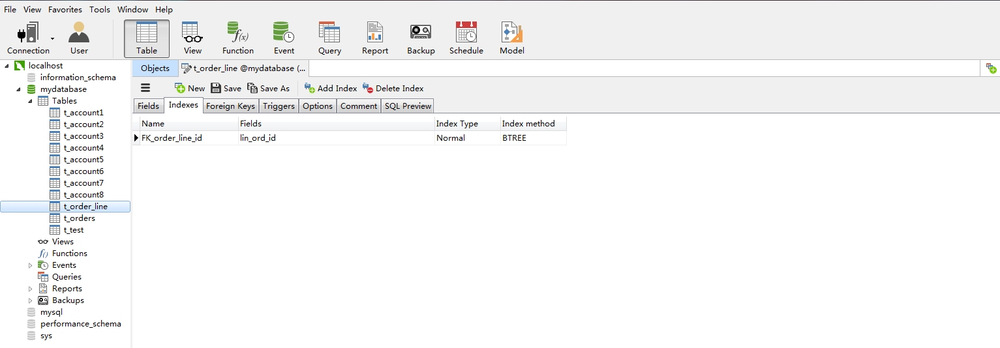 File View Favorites Tools Window Help
Connection User Table View Function Event Query Report Backup Schedule Model
localhost
information_schema
mydatabase
Tables
t_account1
t_account2
t_account3
t_account4
t_account5
t_account6
t_account7
t_account8
t_order_line
t_orders
t_test
Views
Functions
Events
Queries
Reports
Backups
mysql
performance_schema
sys
Objects t_order_line @mydatabase (...
New Save Save As Add Index Delete Index
Fields Indexes Foreign Keys Triggers Options Comment SQL Preview
Name Fields Index Type Index method
FK_order_line_id lin_ord_id Normal BTREE